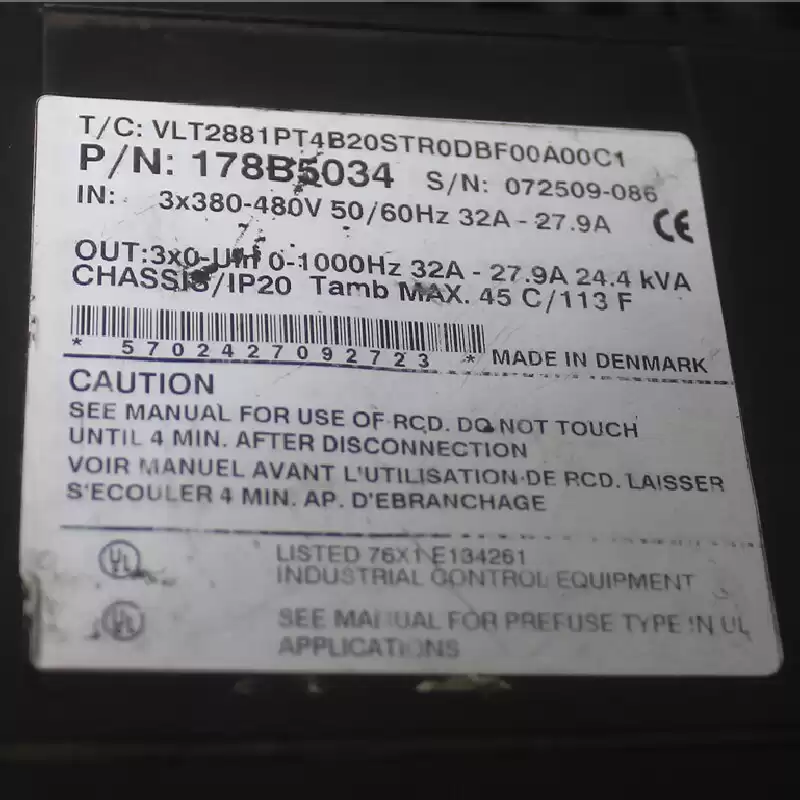 T/C: VLT2881PT4B20STR0DBF00A00C1
P/N: 178B5034 S/N: 072509-086
IN: 3x380-480V 50/60Hz 32A - 27.9A
CE
OUT:3x0-Uin 0-1000Hz 32A - 27.9A 24.4 kVA
CHASSIS/IP20 Tamb MAX. 45 C/113 F
* 5702427092723 * MADE IN DENMARK
CAUTION
SEE MANUAL FOR USE OF RCD. DO NOT TOUCH
UNTIL 4 MIN. AFTER DISCONNECTION
VOIR MANUEL AVANT L'UTILISATION DE RCD. LAISSER
S'ECOULER 4 MIN. AP. D'EBRANCHAGE
UL LISTED 76X1 E134261
INDUSTRIAL CONTROL EQUIPMENT
UL SEE MANUAL FOR PREFUSE TYPE IN UL
APPLICATIONS